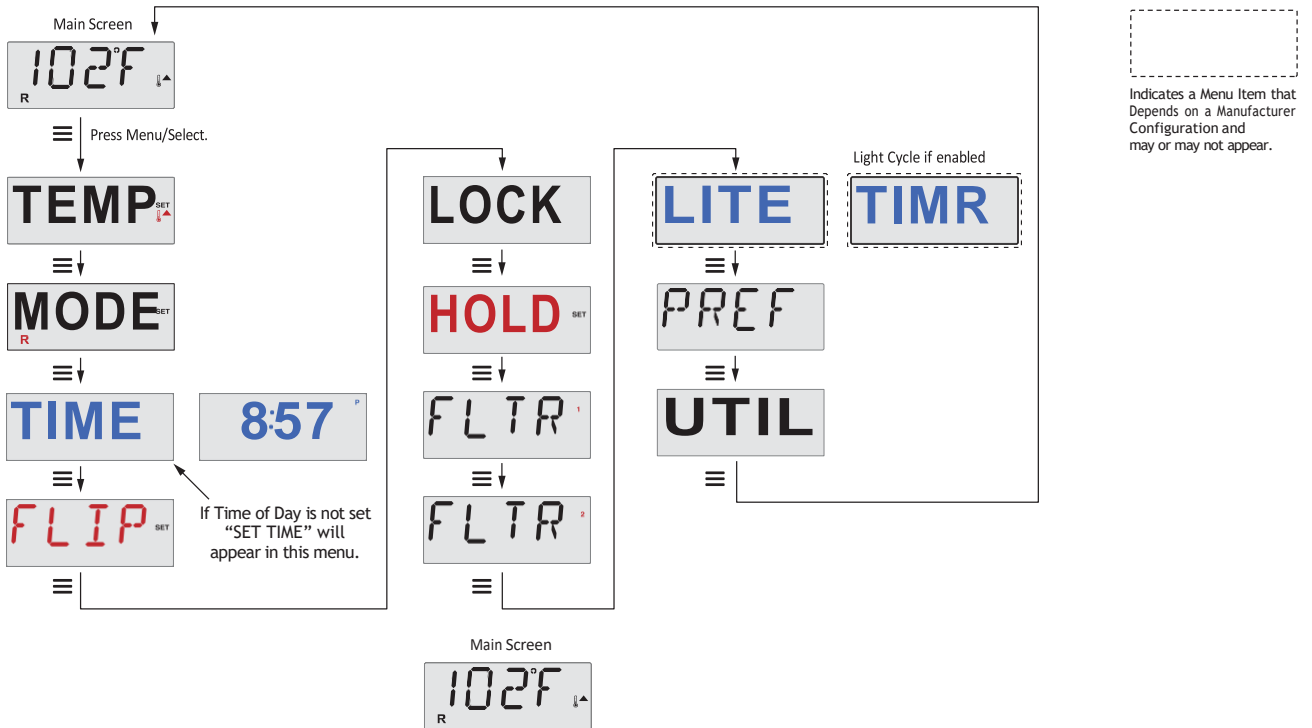 Main Screen
102°F
R
Press Menu/Select.
TEMP SET
MODE SET
R
TIME
8:57 P
If Time of Day is not set
“SET TIME” will
appear in this menu.
FLIP SET
LOCK
HOLD SET
FLTR 1
FLTR 2
Light Cycle if enabled
LITE
TIMR
PREF
UTIL
Main Screen
102°F
R
Indicates a Menu Item that
Depends on a Manufacturer
Configuration and
may or may not appear.